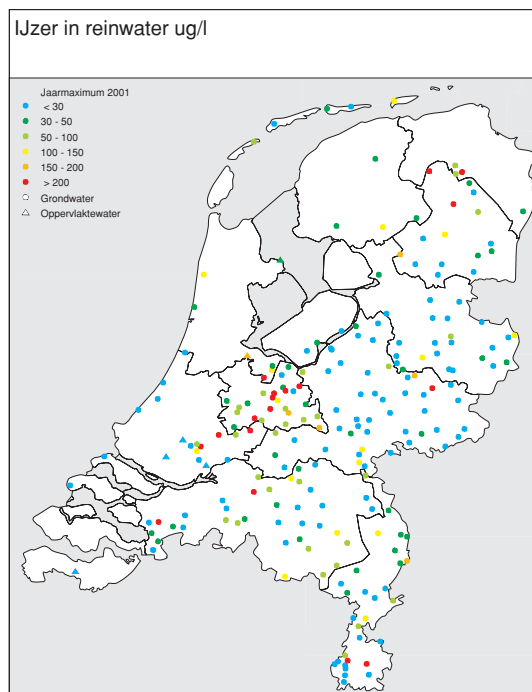 IJzer in reinwater ug/l
Jaarmaximum 2001
< 30
30 - 50
50 - 100
100 - 150
150 - 200
> 200
Grondwater
Oppervlaktewater